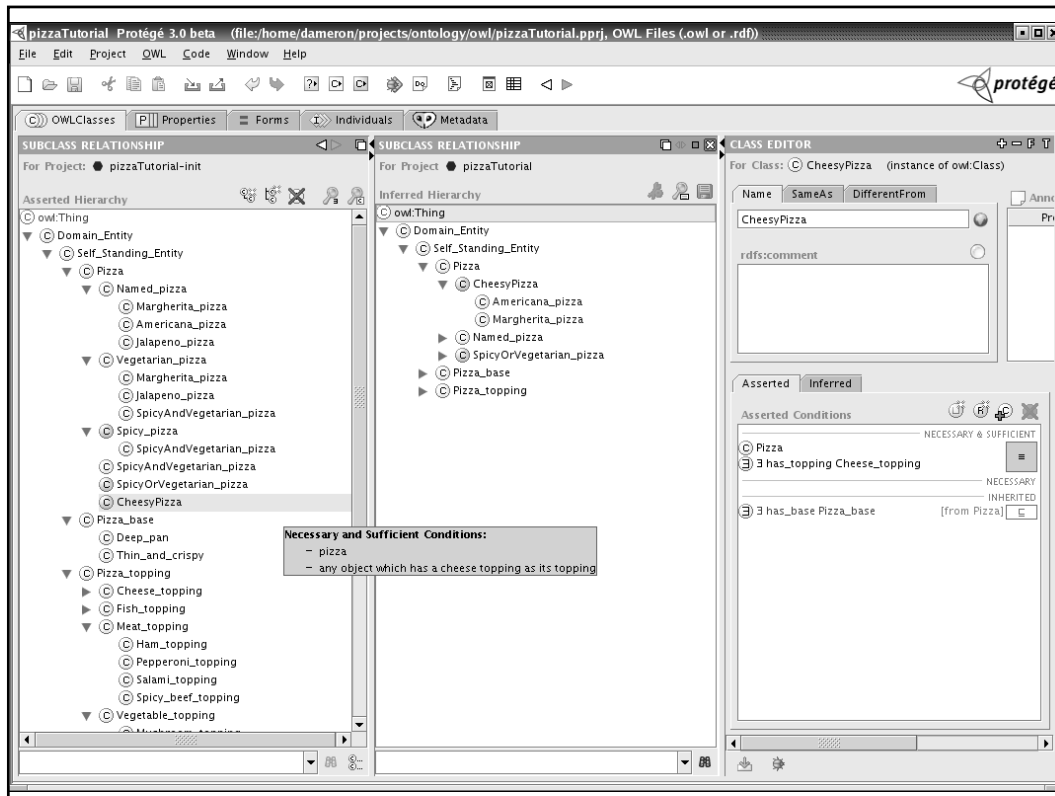 pizzaTutorial Protégé 3.0 beta (file:/home/dameron/projects/ontology/owl/pizzaTutorial.pprj, OWL Files (.owl or .rdf))
File Edit Project OWL Code Window Help
protégé
OWLClasses Properties Forms Individuals Metadata
SUBCLASS RELATIONSHIP
For Project: pizzaTutorial-init
Asserted Hierarchy
owl:Thing
Domain_Entity
Self_Standing_Entity
Pizza
Named_pizza
Margherita_pizza
Americana_pizza
Jalapeno_pizza
Vegetarian_pizza
Margherita_pizza
Jalapeno_pizza
SpicyAndVegetarian_pizza
Spicy_pizza
SpicyAndVegetarian_pizza
SpicyAndVegetarian_pizza
SpicyOrVegetarian_pizza
CheesyPizza
Pizza_base
Deep_pan
Thin_and_crispy
Pizza_topping
Cheese_topping
Fish_topping
Meat_topping
Ham_topping
Pepperoni_topping
Salami_topping
Spicy_beef_topping
Vegetable_topping
Necessary and Sufficient Conditions:
– pizza
– any object which has a cheese topping as its topping
SUBCLASS RELATIONSHIP
For Project pizzaTutorial
Inferred Hierarchy
owl:Thing
Domain_Entity
Self_Standing_Entity
Pizza
CheesyPizza
Americana_pizza
Margherita_pizza
Named_pizza
SpicyOrVegetarian_pizza
Pizza_base
Pizza_topping
CLASS EDITOR
For Class: CheesyPizza (instance of owl:Class)
Name SameAs DifferentFrom
Anno
CheesyPizza
Pr
rdfs:comment
Asserted Inferred
Asserted Conditions
NECESSARY & SUFFICIENT
Pizza
∃ has_topping Cheese_topping
≡
NECESSARY
INHERITED
∃ has_base Pizza_base [from Pizza] ⊑